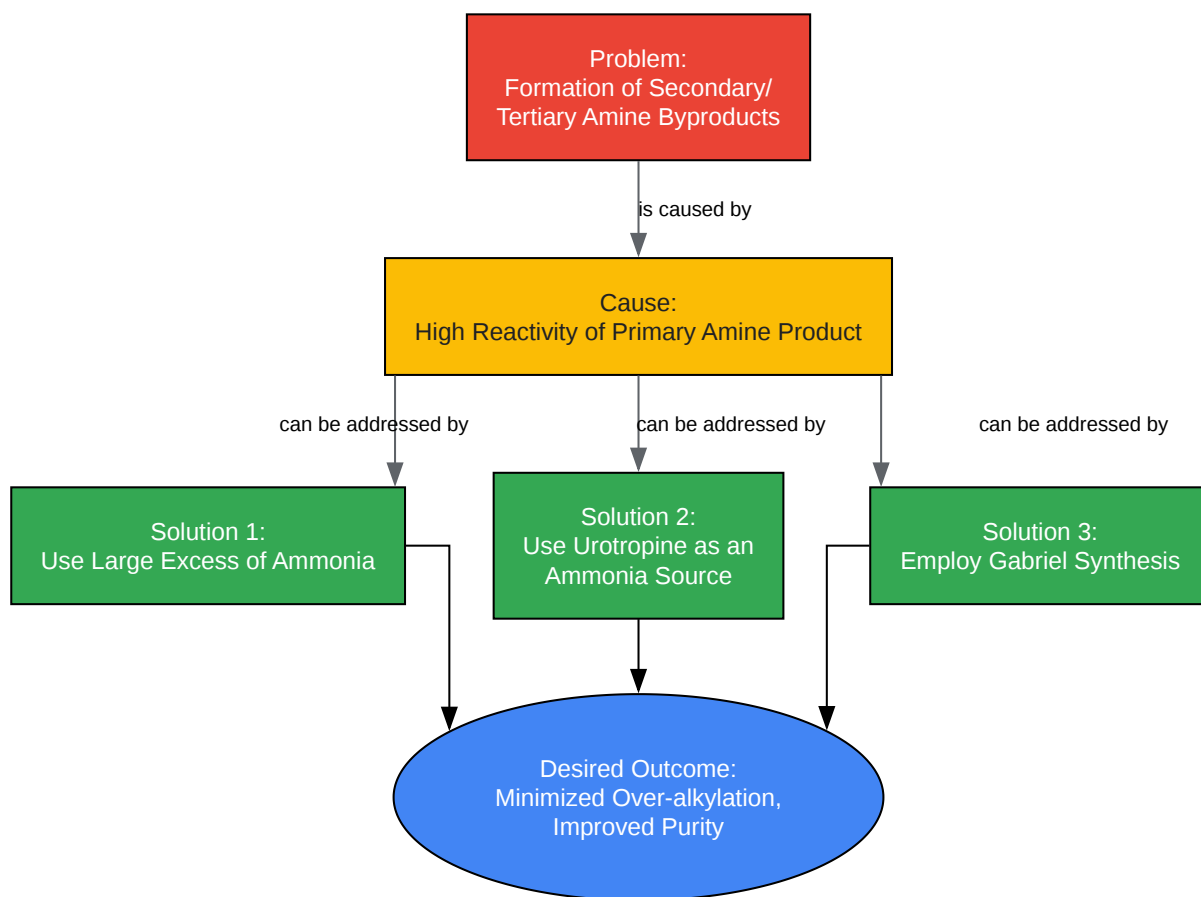 Problem:
Formation of Secondary/
Tertiary Amine Byproducts
is caused by
Cause:
High Reactivity of Primary Amine Product
can be addressed by
can be addressed by
can be addressed by
Solution 1:
Use Large Excess of Ammonia
Solution 2:
Use Urotropine as an
Ammonia Source
Solution 3:
Employ Gabriel Synthesis
Desired Outcome:
Minimized Over-alkylation,
Improved Purity